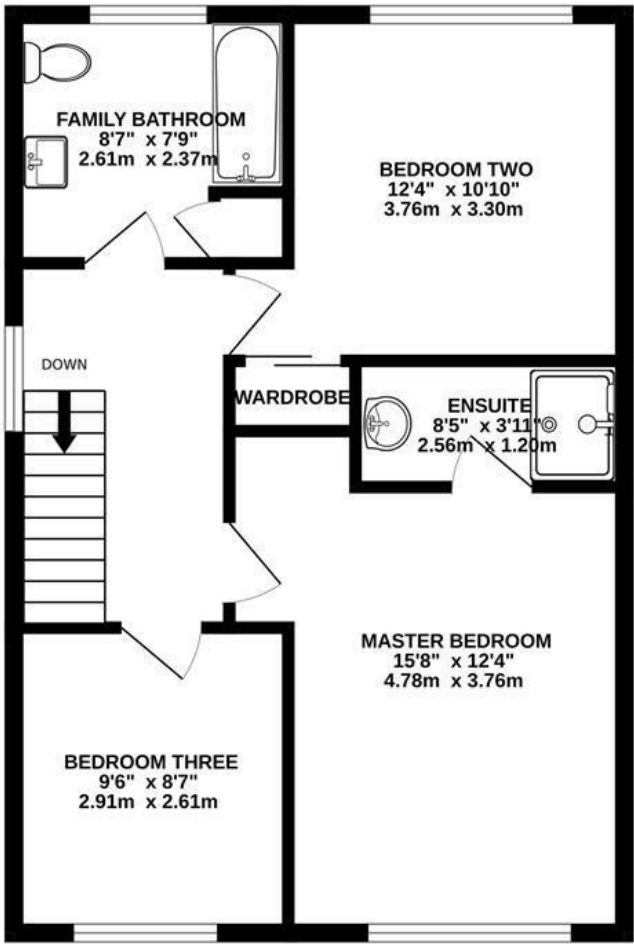 FAMILY BATHROOM
8'7" x 7'9"
2.61m x 2.37m
BEDROOM TWO
12'4" x 10'10"
3.76m x 3.30m
DOWN
WARDROBE
ENSUITE
8'5" x 3'11"
2.56m x 1.20m
MASTER BEDROOM
15'8" x 12'4"
4.78m x 3.76m
BEDROOM THREE
9'6" x 8'7"
2.91m x 2.61m